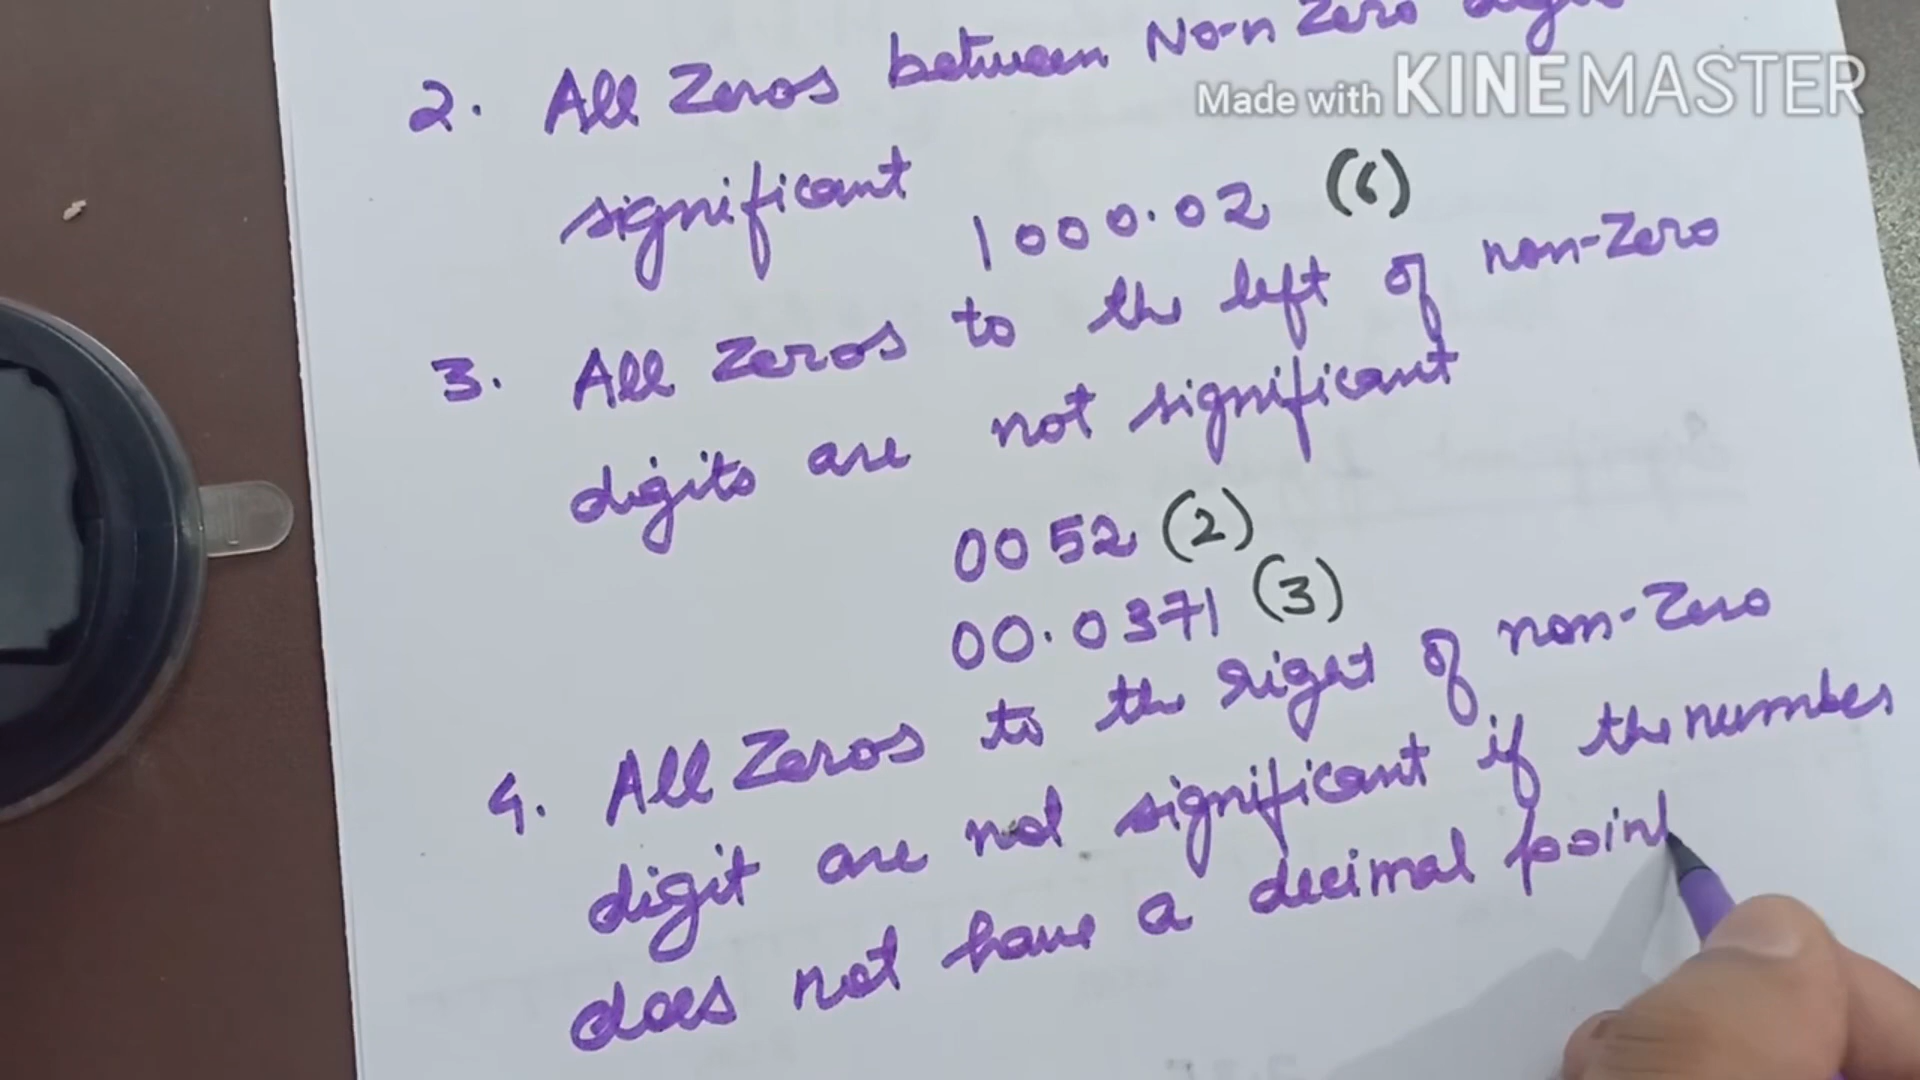 2. All Zeros between Non Zero digit
Made with KINEMASTER
significant
1000.02 (6)
3. All Zeros to the left of non-Zero
digits are not significant
0052 (2)
00.0371 (3)
4. All Zeros to the right of non-Zero
digit are not significant if the number
does not have a decimal point